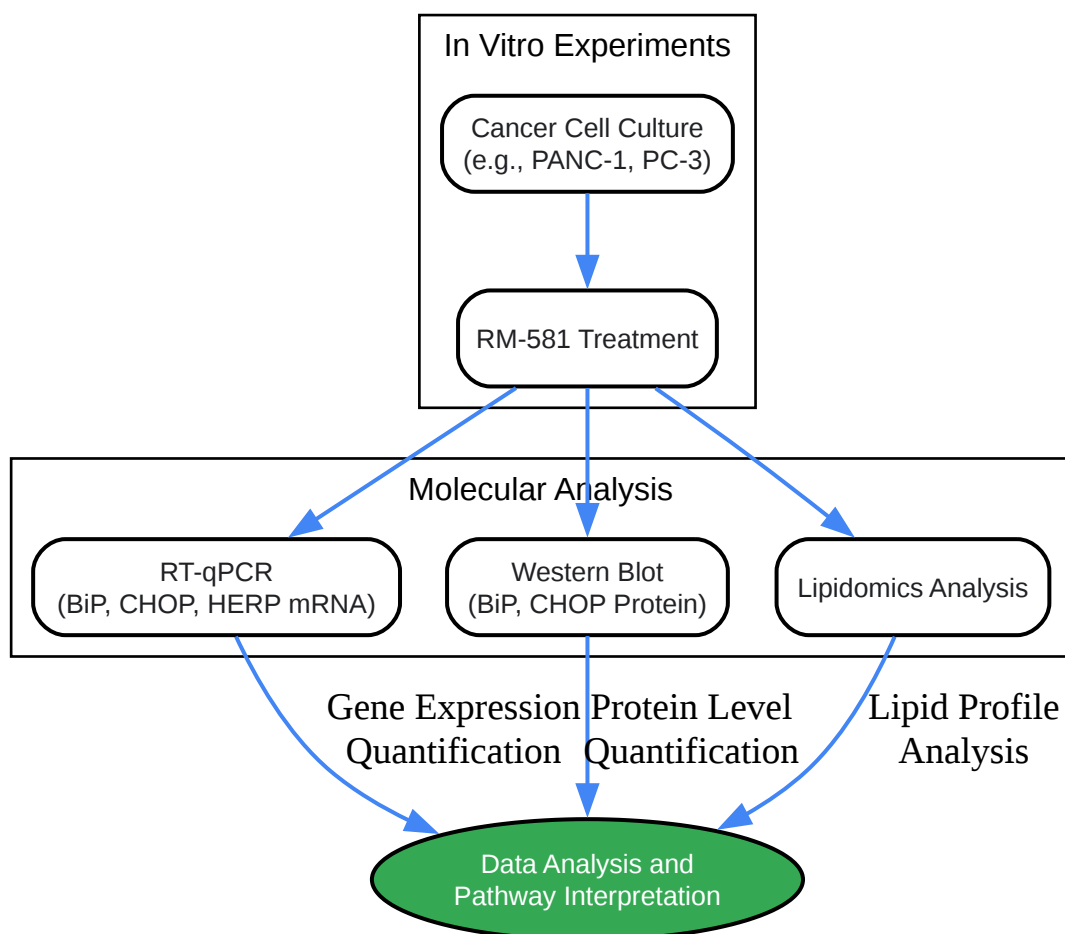 In Vitro Experiments
Cancer Cell Culture
(e.g., PANC-1, PC-3)
RM-581 Treatment
Molecular Analysis
RT-qPCR
(BiP, CHOP, HERP mRNA)
Western Blot
(BiP, CHOP Protein)
Lipidomics Analysis
Gene Expression
Quantification
Protein Level
Quantification
Lipid Profile
Analysis
Data Analysis and
Pathway Interpretation